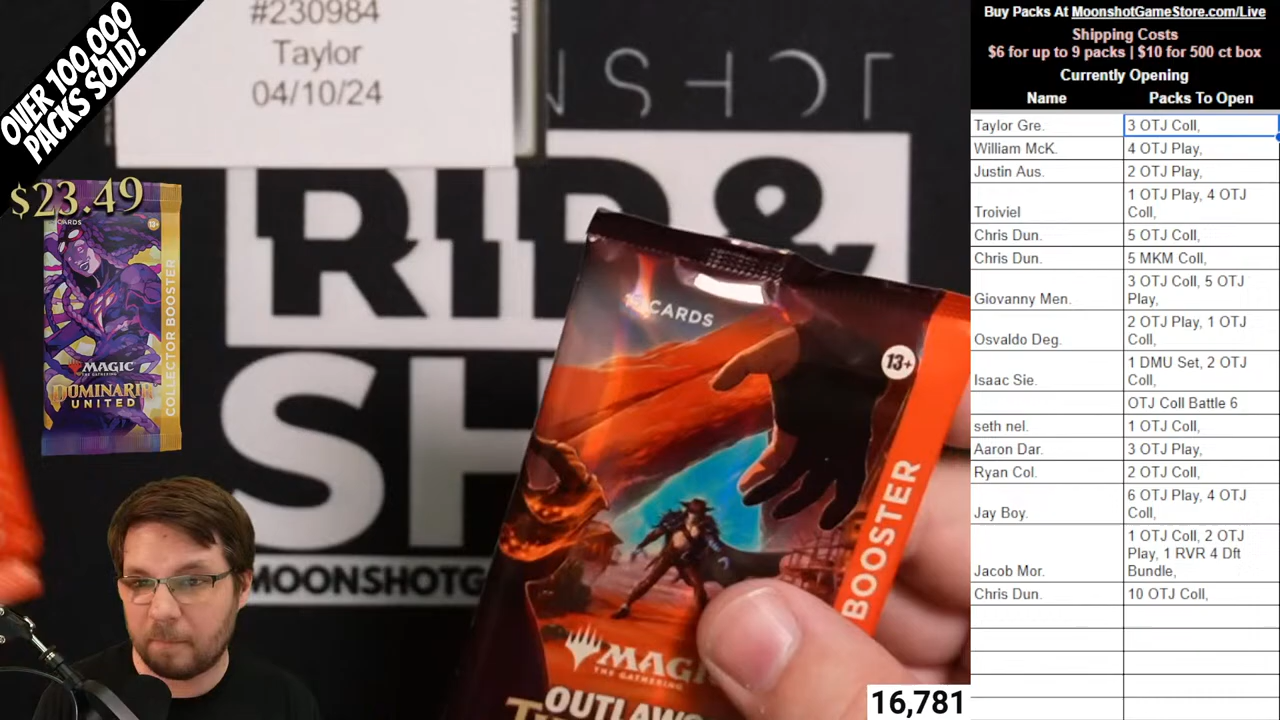 OVER 100,000
PACKS SOLD!
$23.49
CARDS
13+
COLLECTOR BOOSTER
MAGIC
THE GATHERING
DOMINARIA
UNITED
#230984
Taylor
04/10/24
RIP &
SH
MOONSHOTG
CARDS
13+
BOOSTER
MAGI
THE GATHERING
OUTLAWS
16,781
Buy Packs At MoonshotGameStore.com/Live
Shipping Costs
$6 for up to 9 packs | $10 for 500 ct box
Currently Opening
Name Packs To Open
Taylor Gre. 3 OTJ Coll,
William McK. 4 OTJ Play,
Justin Aus. 2 OTJ Play,
Troiviel 1 OTJ Play, 4 OTJ
Coll,
Chris Dun. 5 OTJ Coll,
Chris Dun. 5 MKM Coll,
Giovanny Men. 3 OTJ Coll, 5 OTJ
Play,
Osvaldo Deg. 2 OTJ Play, 1 OTJ
Coll,
Isaac Sie. 1 DMU Set, 2 OTJ
Coll,
OTJ Coll Battle 6
seth nel. 1 OTJ Coll,
Aaron Dar. 3 OTJ Play,
Ryan Col. 2 OTJ Coll,
Jay Boy. 6 OTJ Play, 4 OTJ
Coll,
Jacob Mor. 1 OTJ Coll, 2 OTJ
Play, 1 RVR 4 Dft
Bundle,
Chris Dun. 10 OTJ Coll,